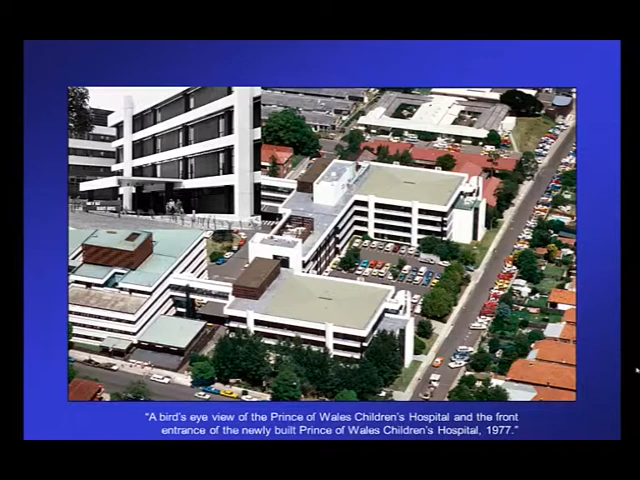 "A bird's eye view of the Prince of Wales Children's Hospital and the front
entrance of the newly built Prince of Wales Children's Hospital, 1977."